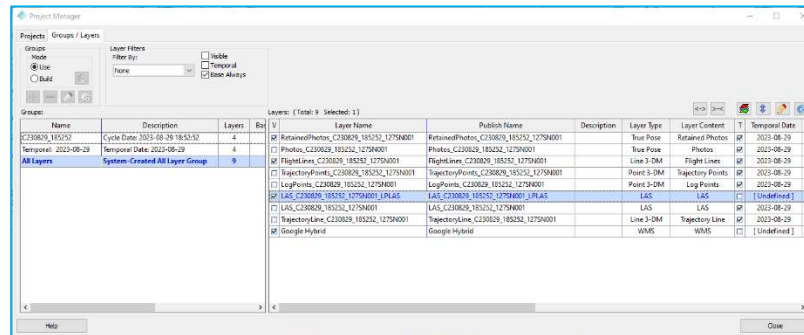 Project Manager
Projects Groups / Layers
Groups Layer Filters
Mode Filter By: Visible
Use None Temporal
Build Base Always
Groups: Layers: (Total: 9 Selected: 1)
Name Description Layers V Layer Name Publish Name Description Layer Type Layer Content T Temporal Date
C230829_185252 Cycle Date: 2023-08-29 18:52:52 4 RetainedPhotos_C230829_185252_127SN001 RetainedPhotos_C230829_185252_127SN001 True Pose Retained Photos 2023-08-29
Temporal: 2023-08-29 Temporal Date: 2023-08-29 4 Photos_C230829_185252_127SN001 Photos_C230829_185252_127SN001 True Pose Photos 2023-08-29
All Layers System-Created All Layer Group 9 FlightLines_C230829_185252_127SN001 FlightLines_C230829_185252_127SN001 Line 3-DM Flight Lines 2023-08-29
TrajectoryPoints_C230829_185252_127SN001 TrajectoryPoints_C230829_185252_127SN001 Point 3-DM Trajectory Points 2023-08-29
LogPoints_C230829_185252_127SN001 LogPoints_C230829_185252_127SN001 Point 3-DM Log Points 2023-08-29
LAS_C230829_185252_127SN001_LPLAS LAS_C230829_185252_127SN001_LPLAS LAS LAS [ Undefined ]
LAS_C230829_185252_127SN001 LAS_C230829_185252_127SN001 LAS LAS 2023-08-29
TrajectoryLine_C230829_185252_127SN001 TrajectoryLine_C230829_185252_127SN001 Line 3-DM Trajectory Line 2023-08-29
Google Hybrid Google Hybrid WMS WMS [ Undefined ]
Help Close